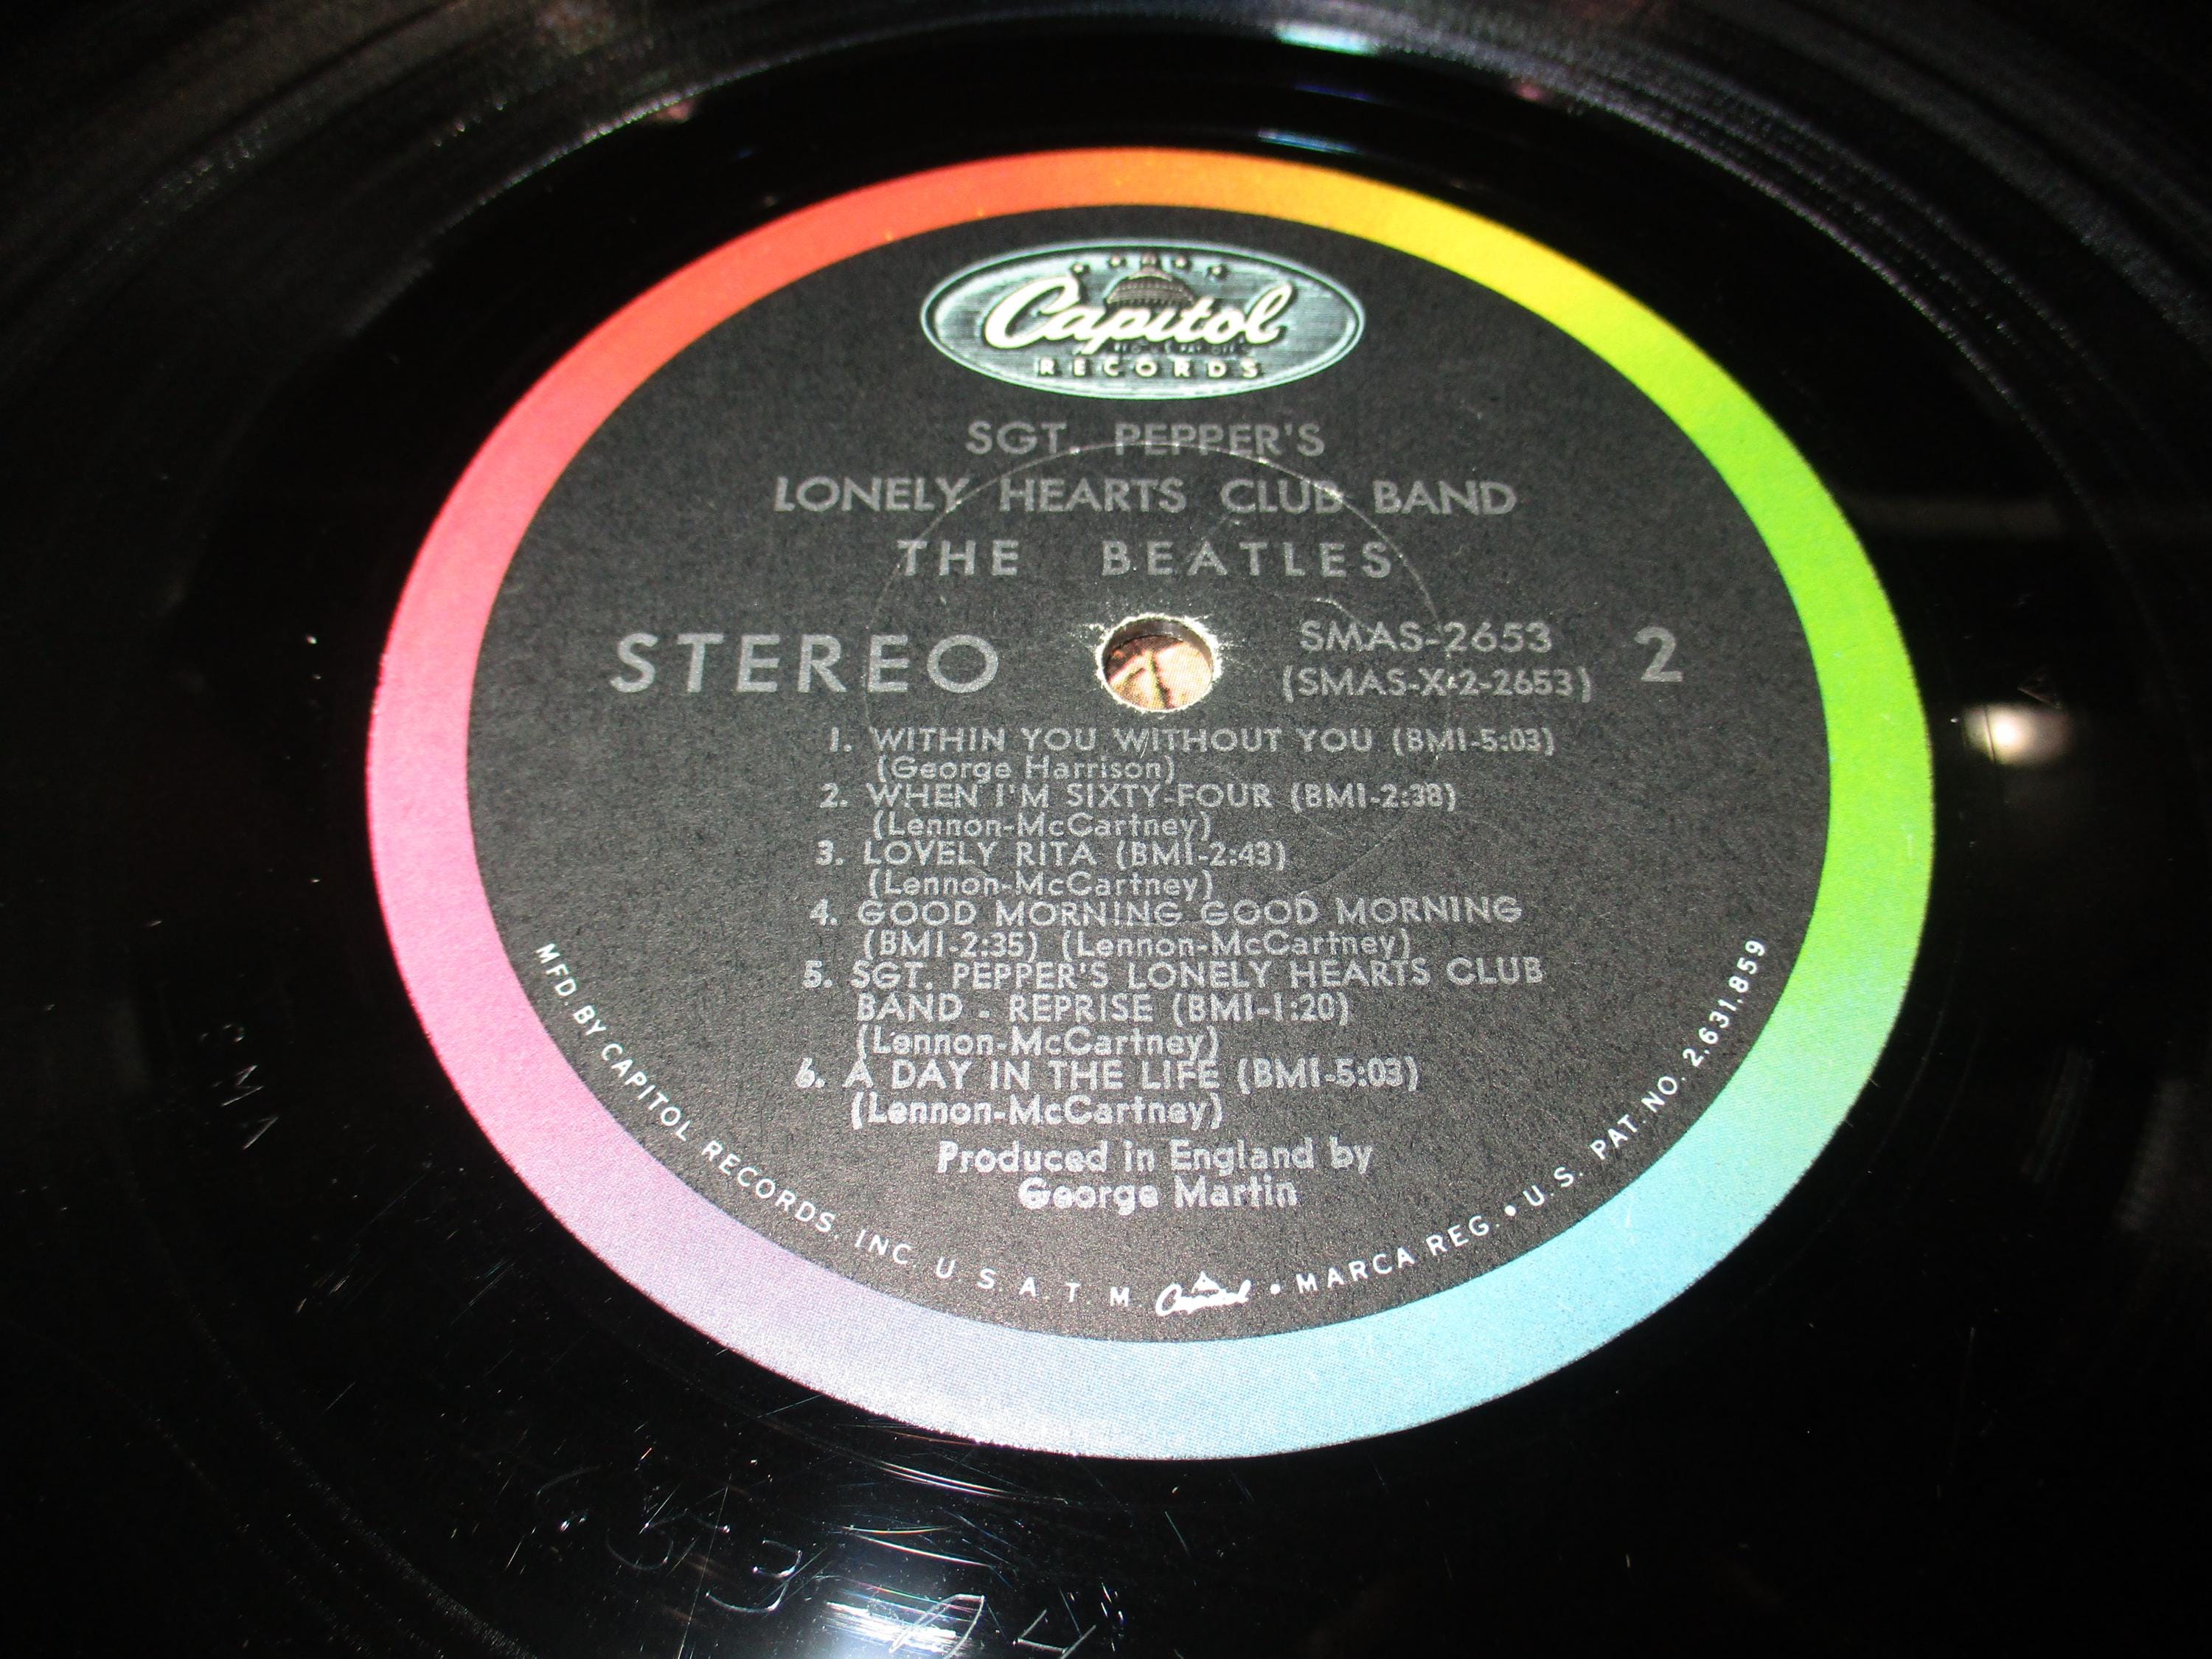 Capitol
RECORDS
SGT. PEPPER'S
LONELY HEARTS CLUB BAND
THE BEATLES
STEREO
SMAS-2653
(SMAS-X-2-2653)
2
1. WITHIN YOU WITHOUT YOU (BMI-5:03)
(George Harrison)
2. WHEN I'M SIXTY-FOUR (BMI-2:38)
(Lennon-McCartney)
3. LOVELY RITA (BMI-2:43)
(Lennon-McCartney)
4. GOOD MORNING GOOD MORNING
(BMI-2:35) (Lennon-McCartney)
5. SGT. PEPPER'S LONELY HEARTS CLUB
BAND - REPRISE (BMI-1:20)
(Lennon-McCartney)
6. A DAY IN THE LIFE (BMI-5:03)
(Lennon-McCartney)
Produced in England by
George Martin
MFD. BY CAPITOL RECORDS, INC. U.S.A. T.M. Capitol • MARCA REG. • U.S. PAT. NO. 2,631,859